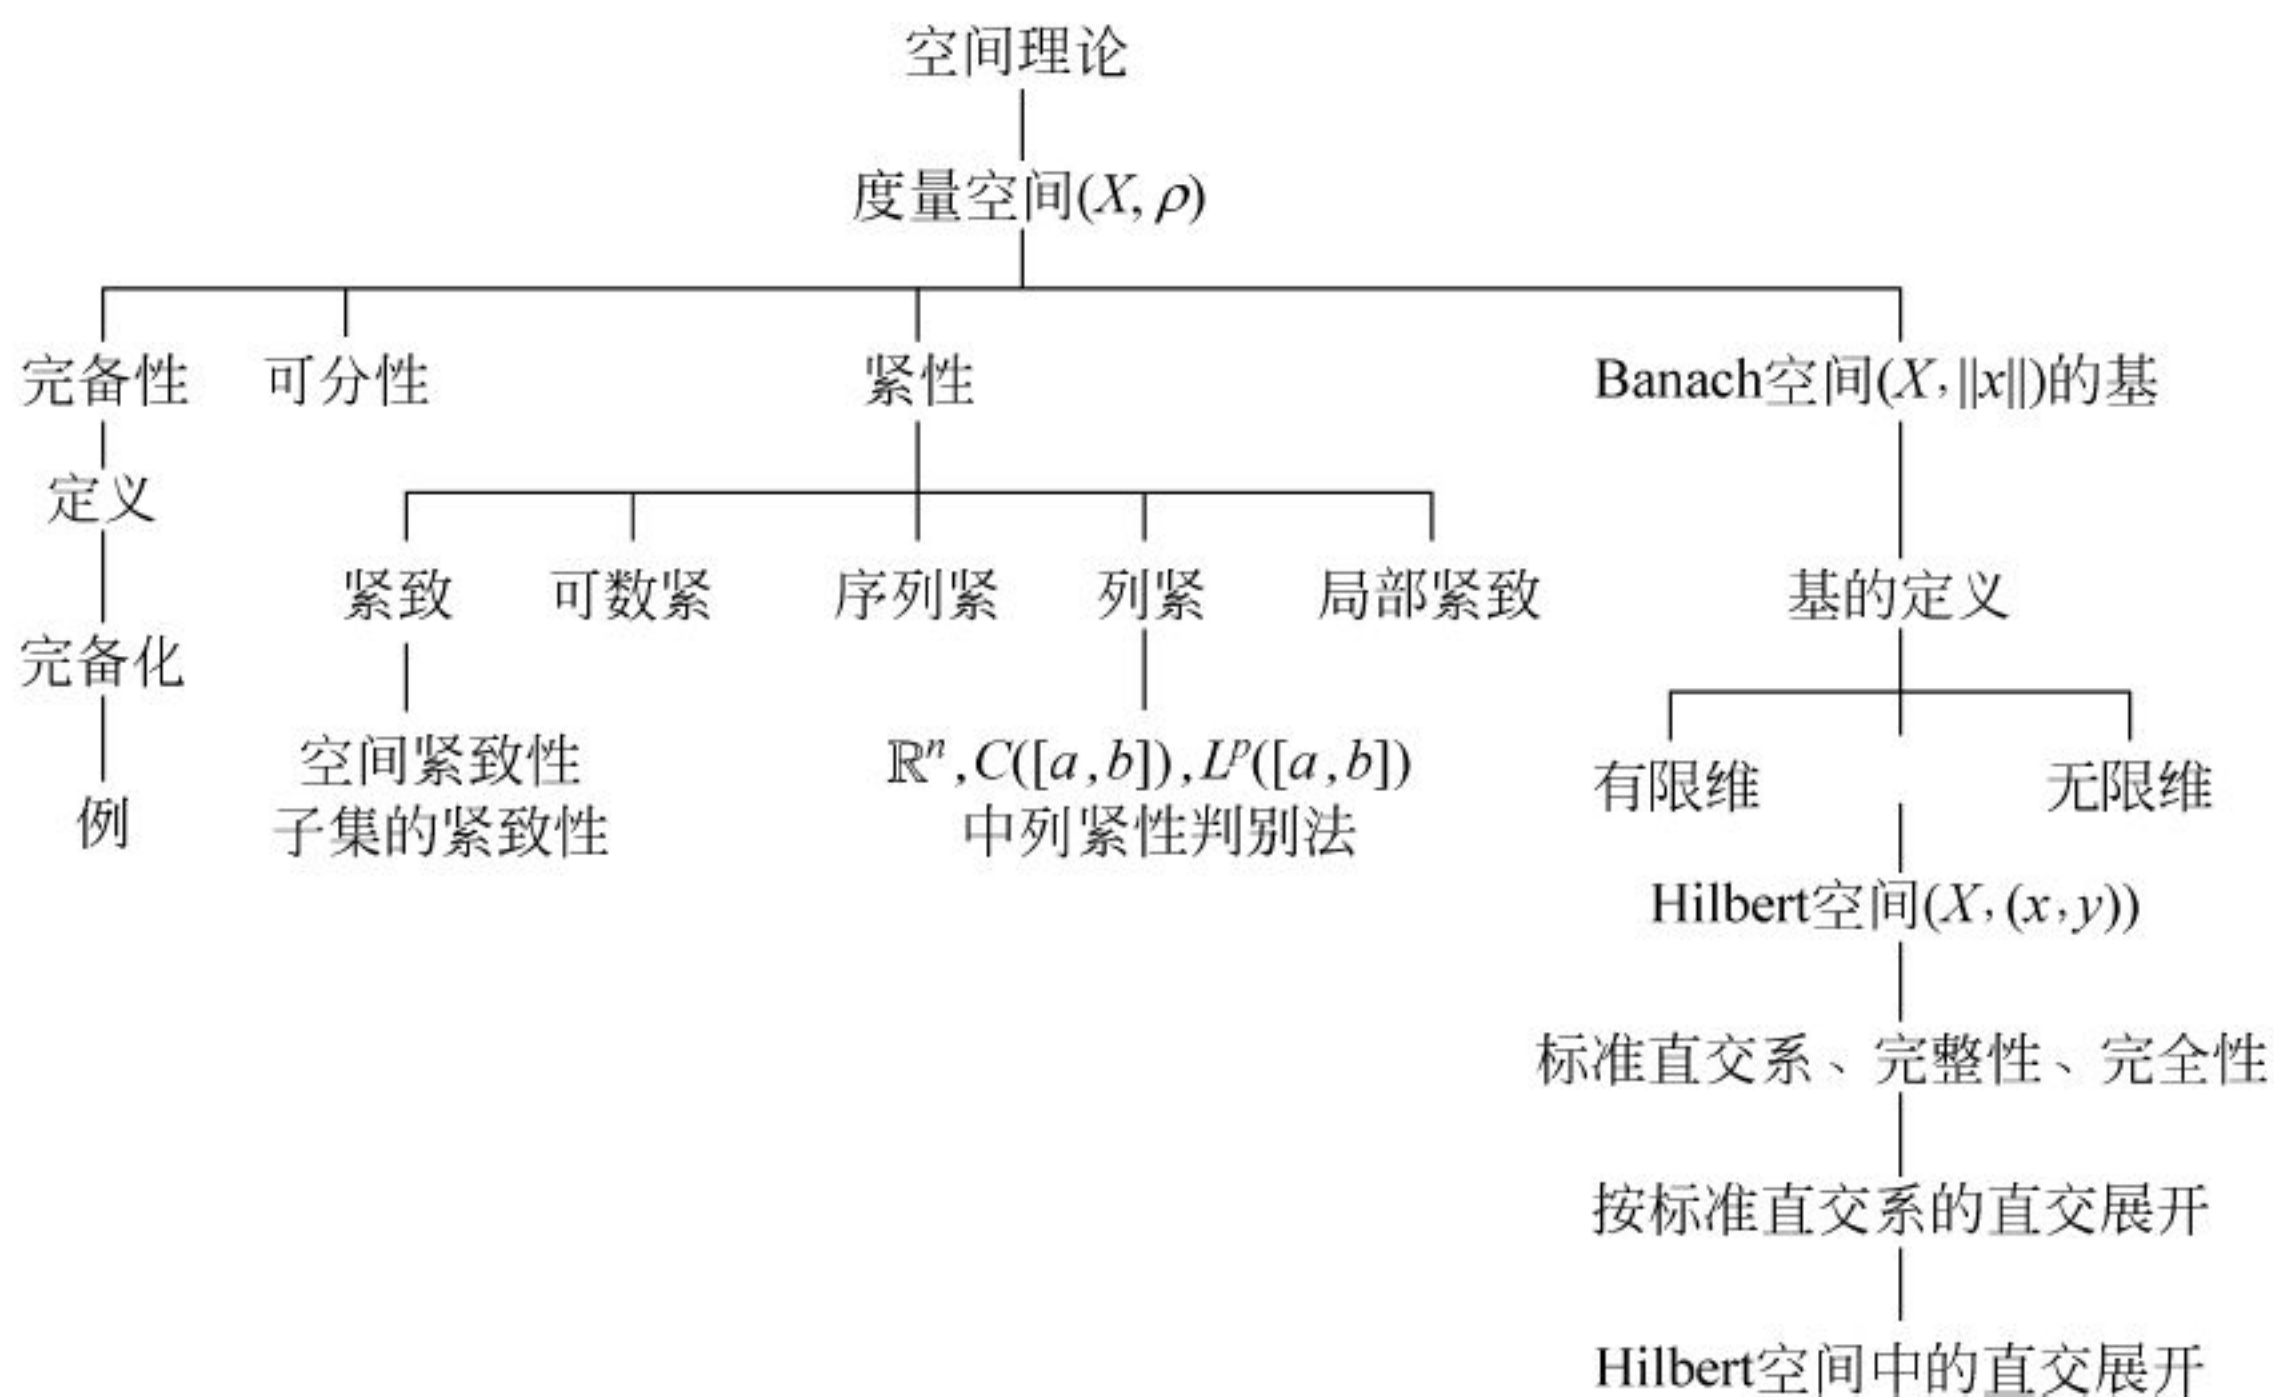 空间理论
度量空间(X, ρ)
完备性
可分性
紧性
Banach空间(X, ||x||)的基
定义
完备化
例
紧致
可数紧
序列紧
列紧
局部紧致
空间紧致性
子集的紧致性
ℝⁿ,C([a,b]),Lᵖ([a,b])
中列紧性判别法
基的定义
有限维
无限维
Hilbert空间(X, (x,y))
标准直交系、完整性、完全性
按标准直交系的直交展开
Hilbert空间中的直交展开